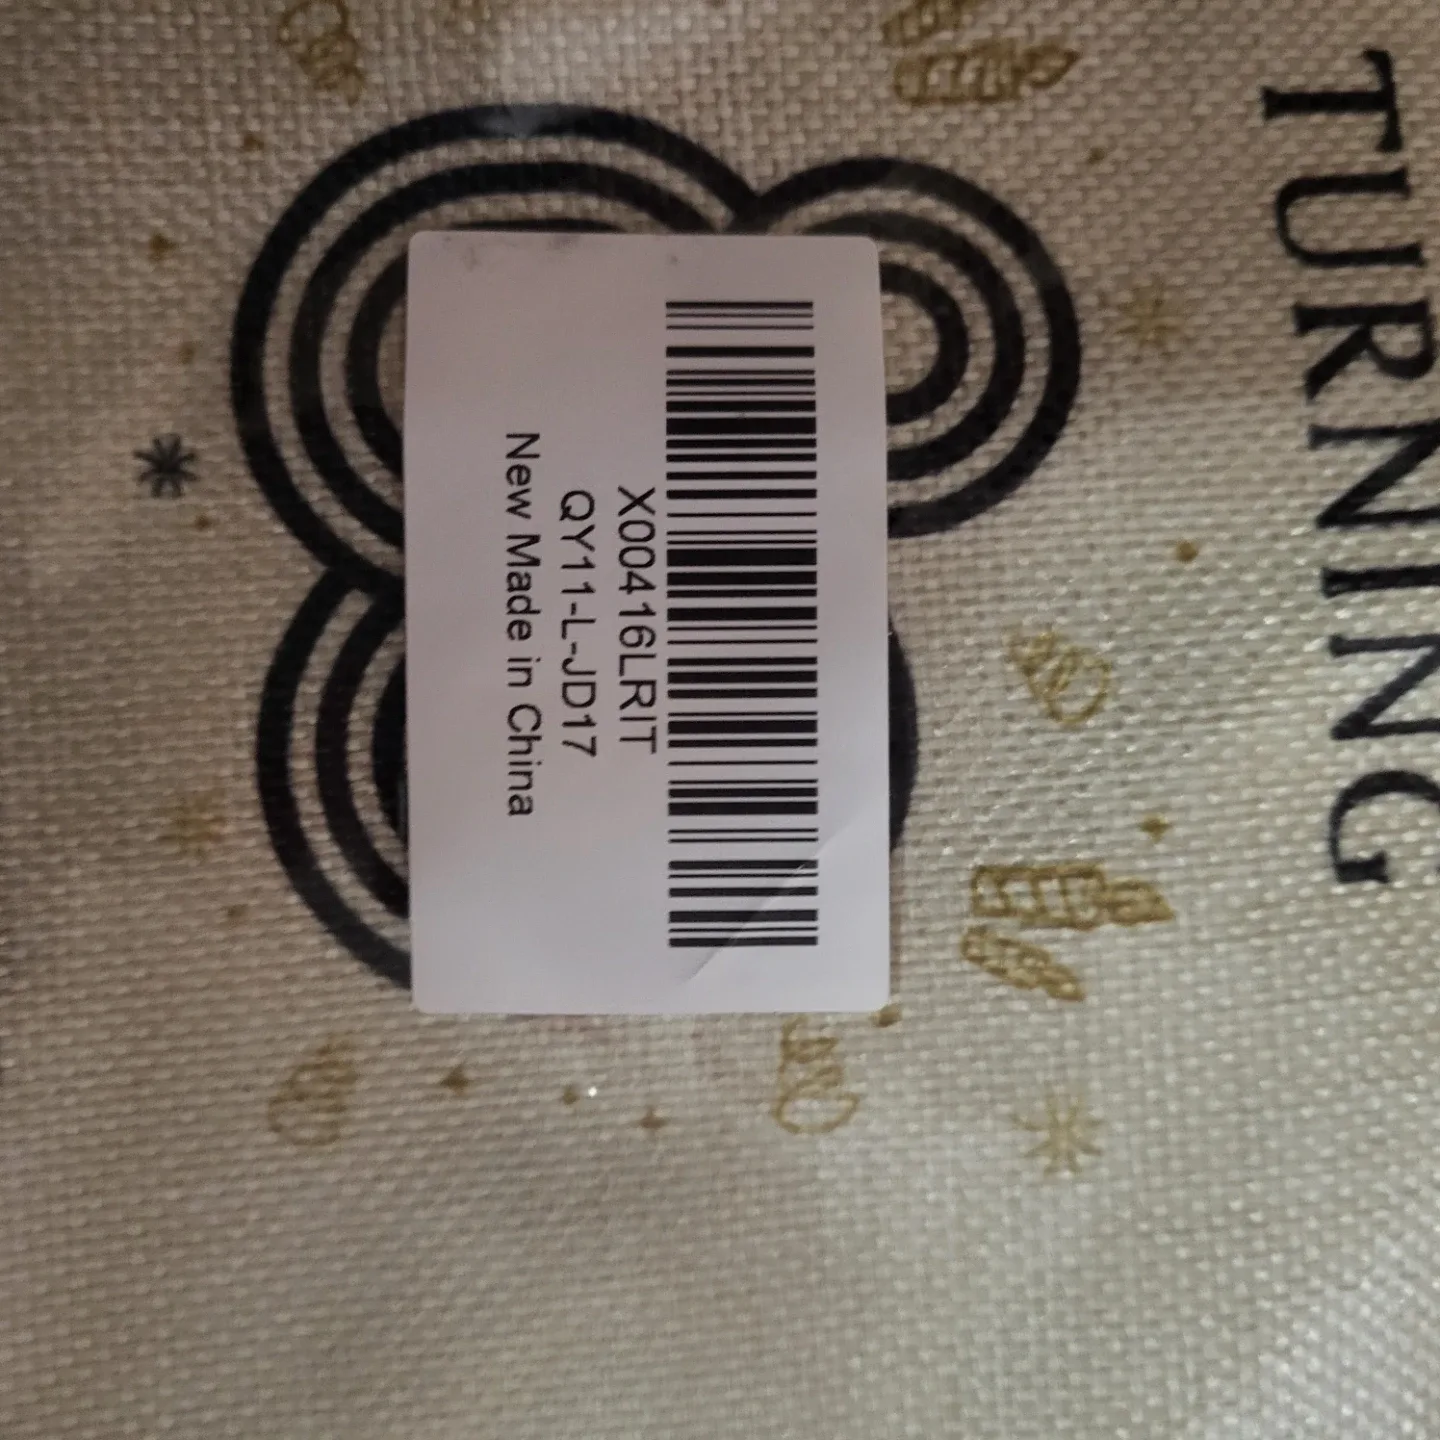 TURNING
X00416LRIT
QY11-L-JD17
New Made in China